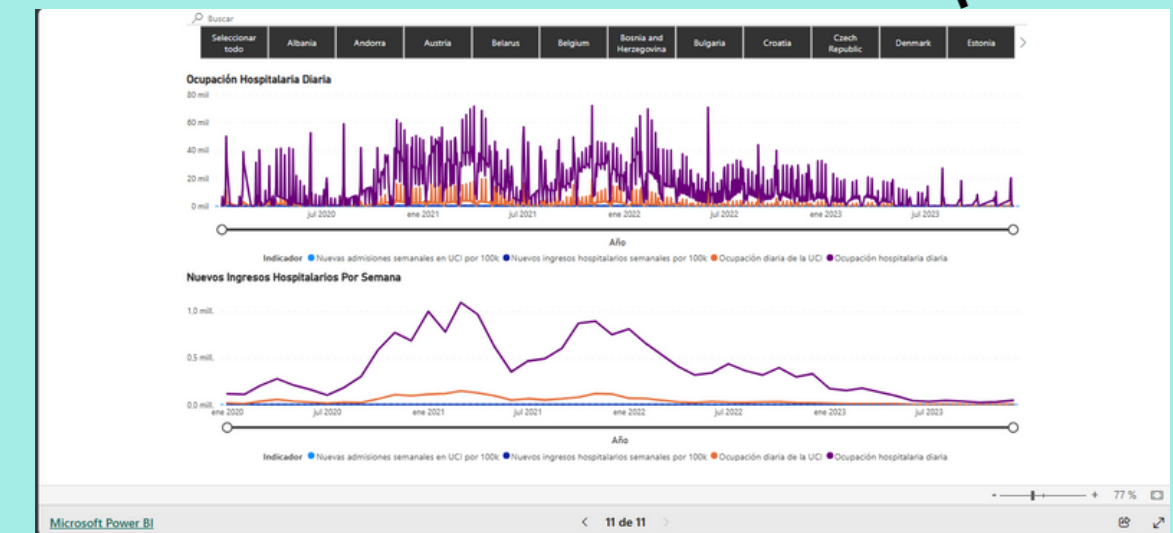 Buscar
Seleccionar todo Albania Andorra Austria Belarus Belgium Bosnia and Herzegovina Bulgaria Croatia Czech Republic Denmark Estonia
Ocupación Hospitalaria Diaria
80 mil
60 mil
40 mil
20 mil
0 mil
jul 2020 ene 2021 jul 2021 ene 2022 jul 2022 ene 2023 jul 2023
Año
Indicador Nuevas admisiones semanales en UCI por 100k Nuevos ingresos hospitalarios semanales por 100k Ocupación diaria de la UCI Ocupación hospitalaria diaria
Nuevos Ingresos Hospitalarios Por Semana
1,0 mill.
0,5 mill.
0,0 mill.
ene 2020 jul 2020 ene 2021 jul 2021 ene 2022 jul 2022 ene 2023 jul 2023
Año
Indicador Nuevas admisiones semanales en UCI por 100k Nuevos ingresos hospitalarios semanales por 100k Ocupación diaria de la UCI Ocupación hospitalaria diaria
- + 77 %
Microsoft Power BI < 11 de 11 >